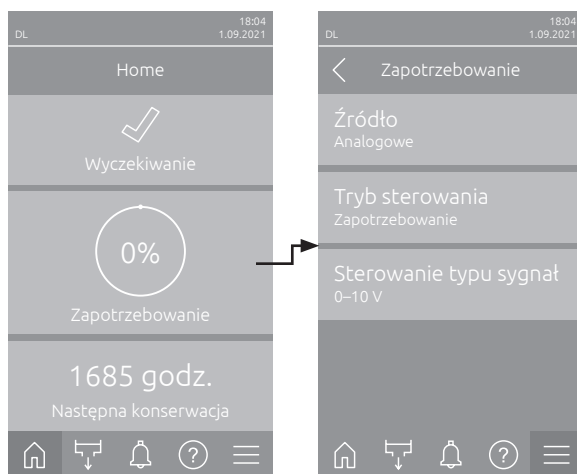 18:04
DL 1.09.2021
Home
Wyczekiwanie
0%
Zapotrzebowanie
1685 godz.
Następna konserwacja
?
18:04
DL 1.09.2021
Zapotrzebowanie
Źródło
Analogowe
Tryb sterowania
Zapotrzebowanie
Sterowanie typu sygnał
0–10 V
?